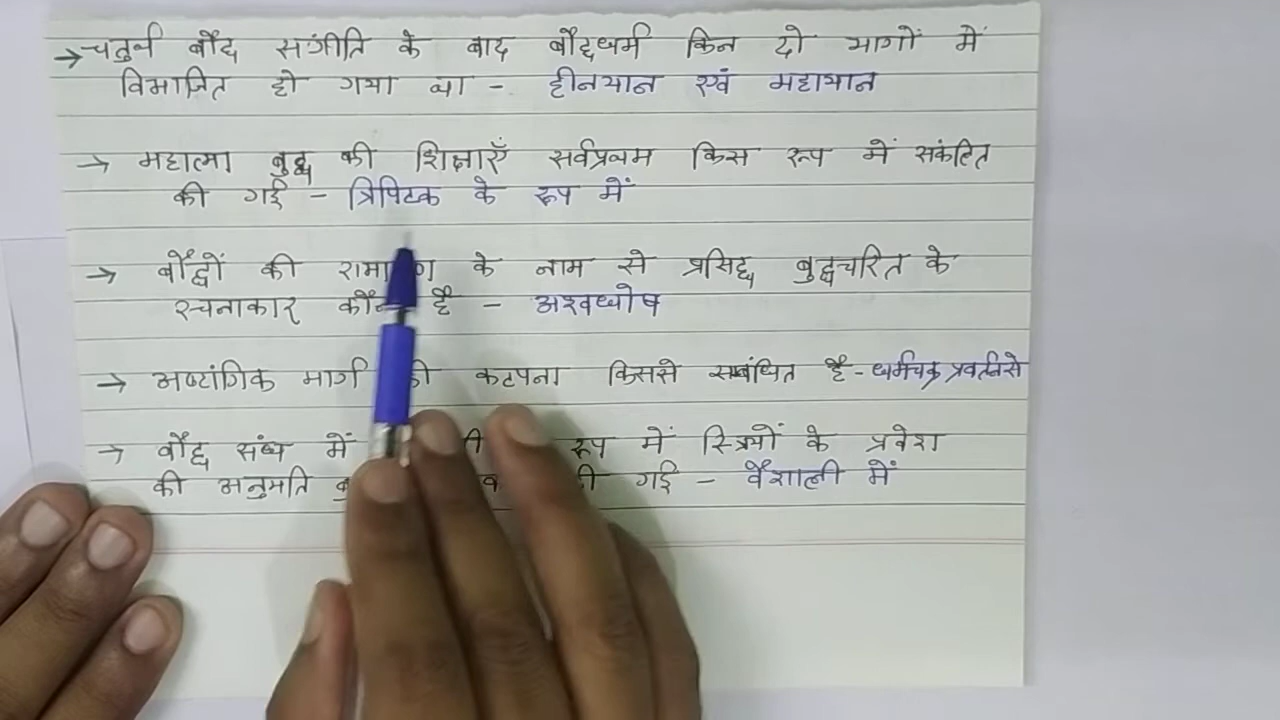 → चतुर्थ बौद्ध संगीति के बाद बौद्धधर्म किन दो भागों में
विभाजित हो गया था - हीनयान एवं महायान
→ महात्मा बुद्ध की शिक्षाएँ सर्वप्रथम किस रूप में संकलित
की गई - त्रिपिटक के रूप में
→ बौद्धों की के नाम से प्रसिद्ध बुद्धचरित के
रचनाकार कौन है - अश्वघोष
→ अष्टांगिक मार्ग की कल्पना किससे सम्बंधित है - धर्मचक्र प्रवर्तन से
→ बौद्ध संघ में रूप में स्त्रियों के प्रवेश
की अनुमति गई - वैशाली में